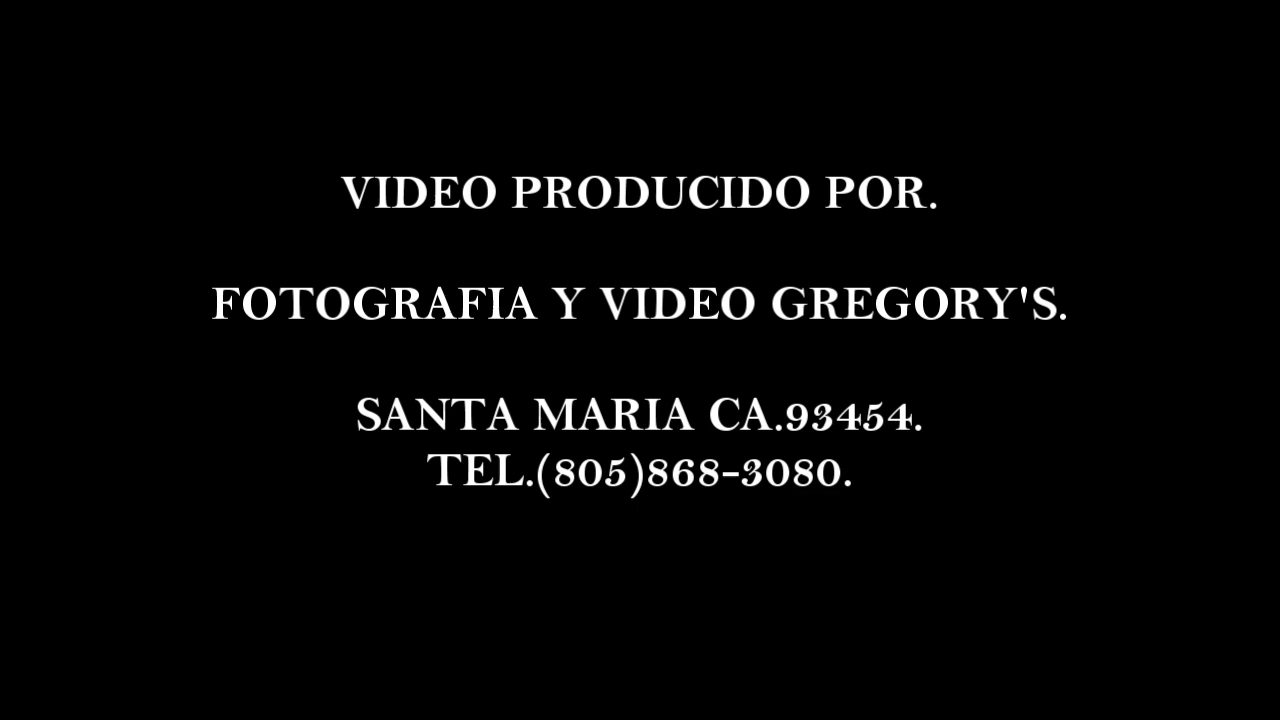 VIDEO PRODUCIDO POR.
FOTOGRAFIA Y VIDEO GREGORY'S.
SANTA MARIA CA.93454.
TEL.(805)868-3080.